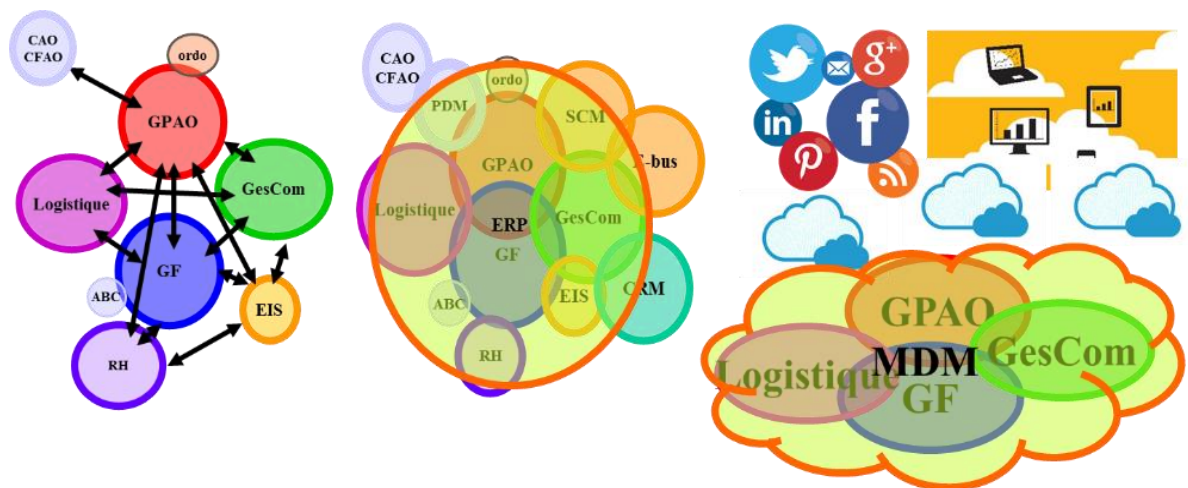 CAO
CFAO
ordo
GPAO
Logistique
GesCom
GF
ABC
EIS
RH
CAO
CFAO
ordo
PDM
SCM
GPAO
-bus
Logistique
GesCom
ERP
GF
ABC
EIS
CRM
RH
g+
f
in
GPAO
GesCom
MDM
Logistique
GF